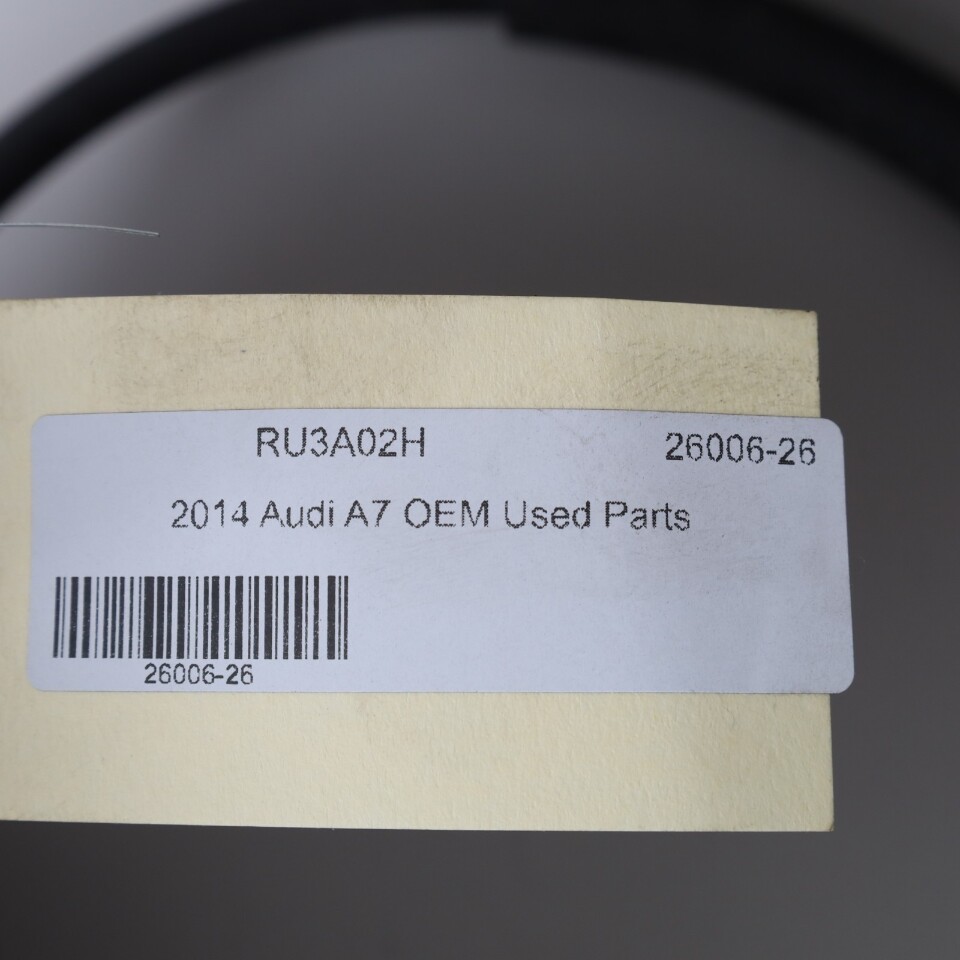 RU3A02H 26006-26
2014 Audi A7 OEM Used Parts
26006-26